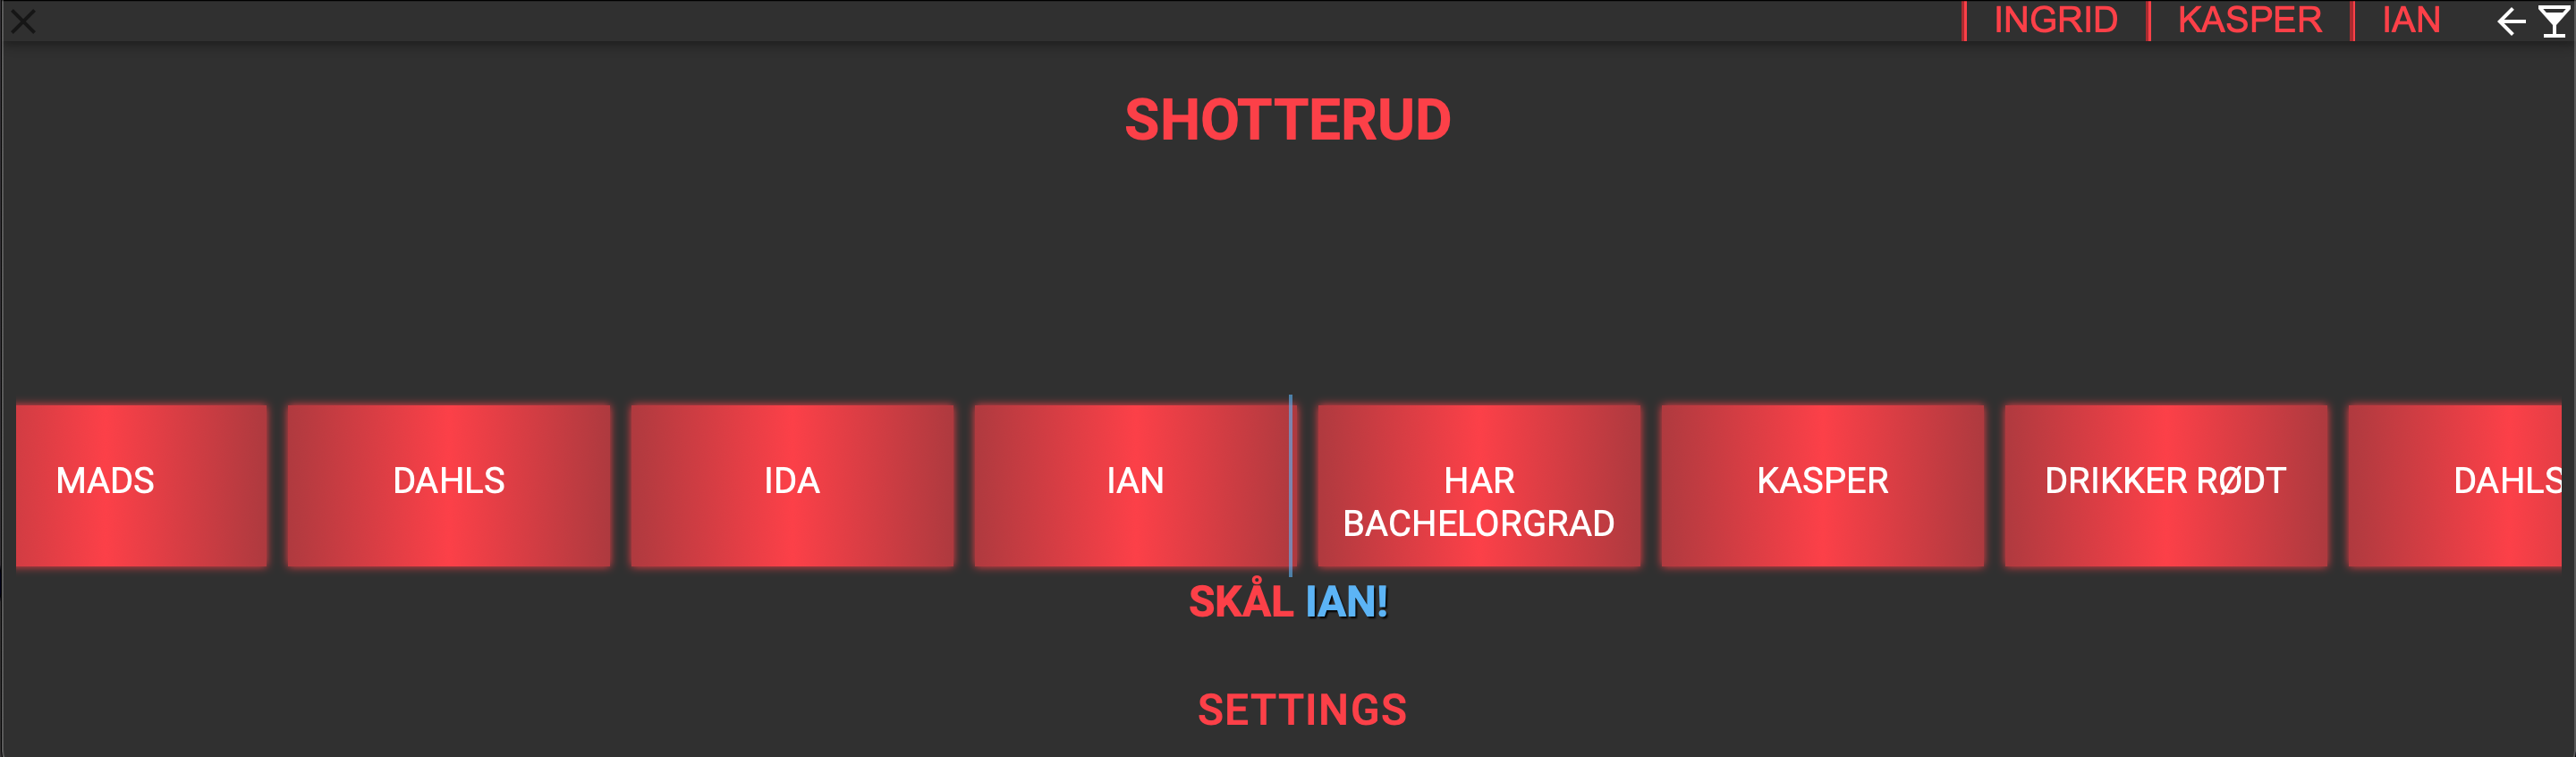 INGRID
KASPER
IAN
SHOTTERUD
MADS
DAHLS
IDA
IAN
HAR
BACHELORGRAD
KASPER
DRIKKER RØDT
DAHLS
SKÅL IAN!
SETTINGS